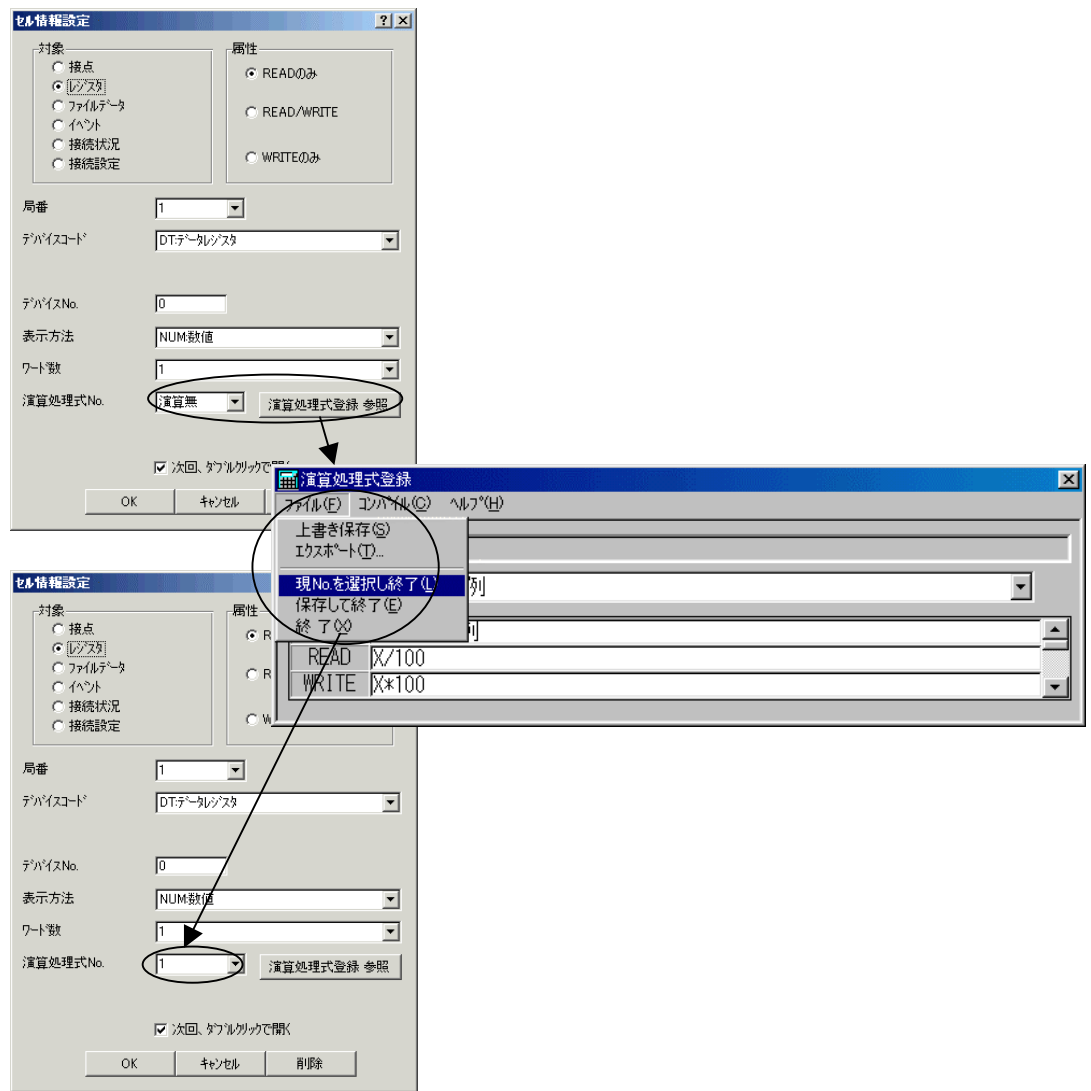 セル情報設定
対象
接点
レジスタ
ファイルデータ
イベント
接続状況
接続設定
属性
READのみ
READ/WRITE
WRITEのみ
局番 1
デバイスコード DT:データレジスタ
デバイスNo. 0
表示方法 NUM:数値
ワード数 1
演算処理式No. 演算無 演算処理式登録 参照
次回、ダブルクリックで開く
OK キャンセル
演算処理式登録
ファイル(F) コンパイル(C) ヘルプ(H)
上書き保存(S)
エクスポート(T)...
現No.を選択し終了(L)
保存して終了(E)
終 了(X)
列
列
READ X/100
WRITE X*100
セル情報設定
対象
接点
レジスタ
ファイルデータ
イベント
接続状況
接続設定
属性
R
R
W
局番 1
デバイスコード DT:データレジスタ
デバイスNo. 0
表示方法 NUM:数値
ワード数 1
演算処理式No. 1 演算処理式登録 参照
次回、ダブルクリックで開く
OK キャンセル 削除